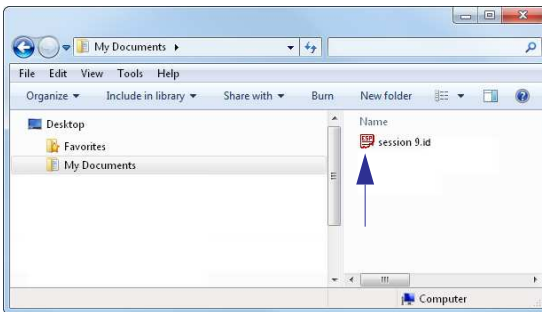 My Documents
File Edit View Tools Help
Organize Include in library Share with Burn New folder
Desktop
Favorites
My Documents
Name
ESP session 9.id
Computer